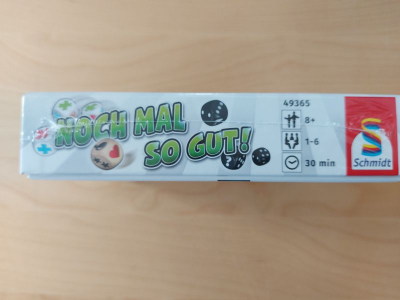 NOCH MAL
SO GUT!
49365
8+
1-6
30 min
Schmidt